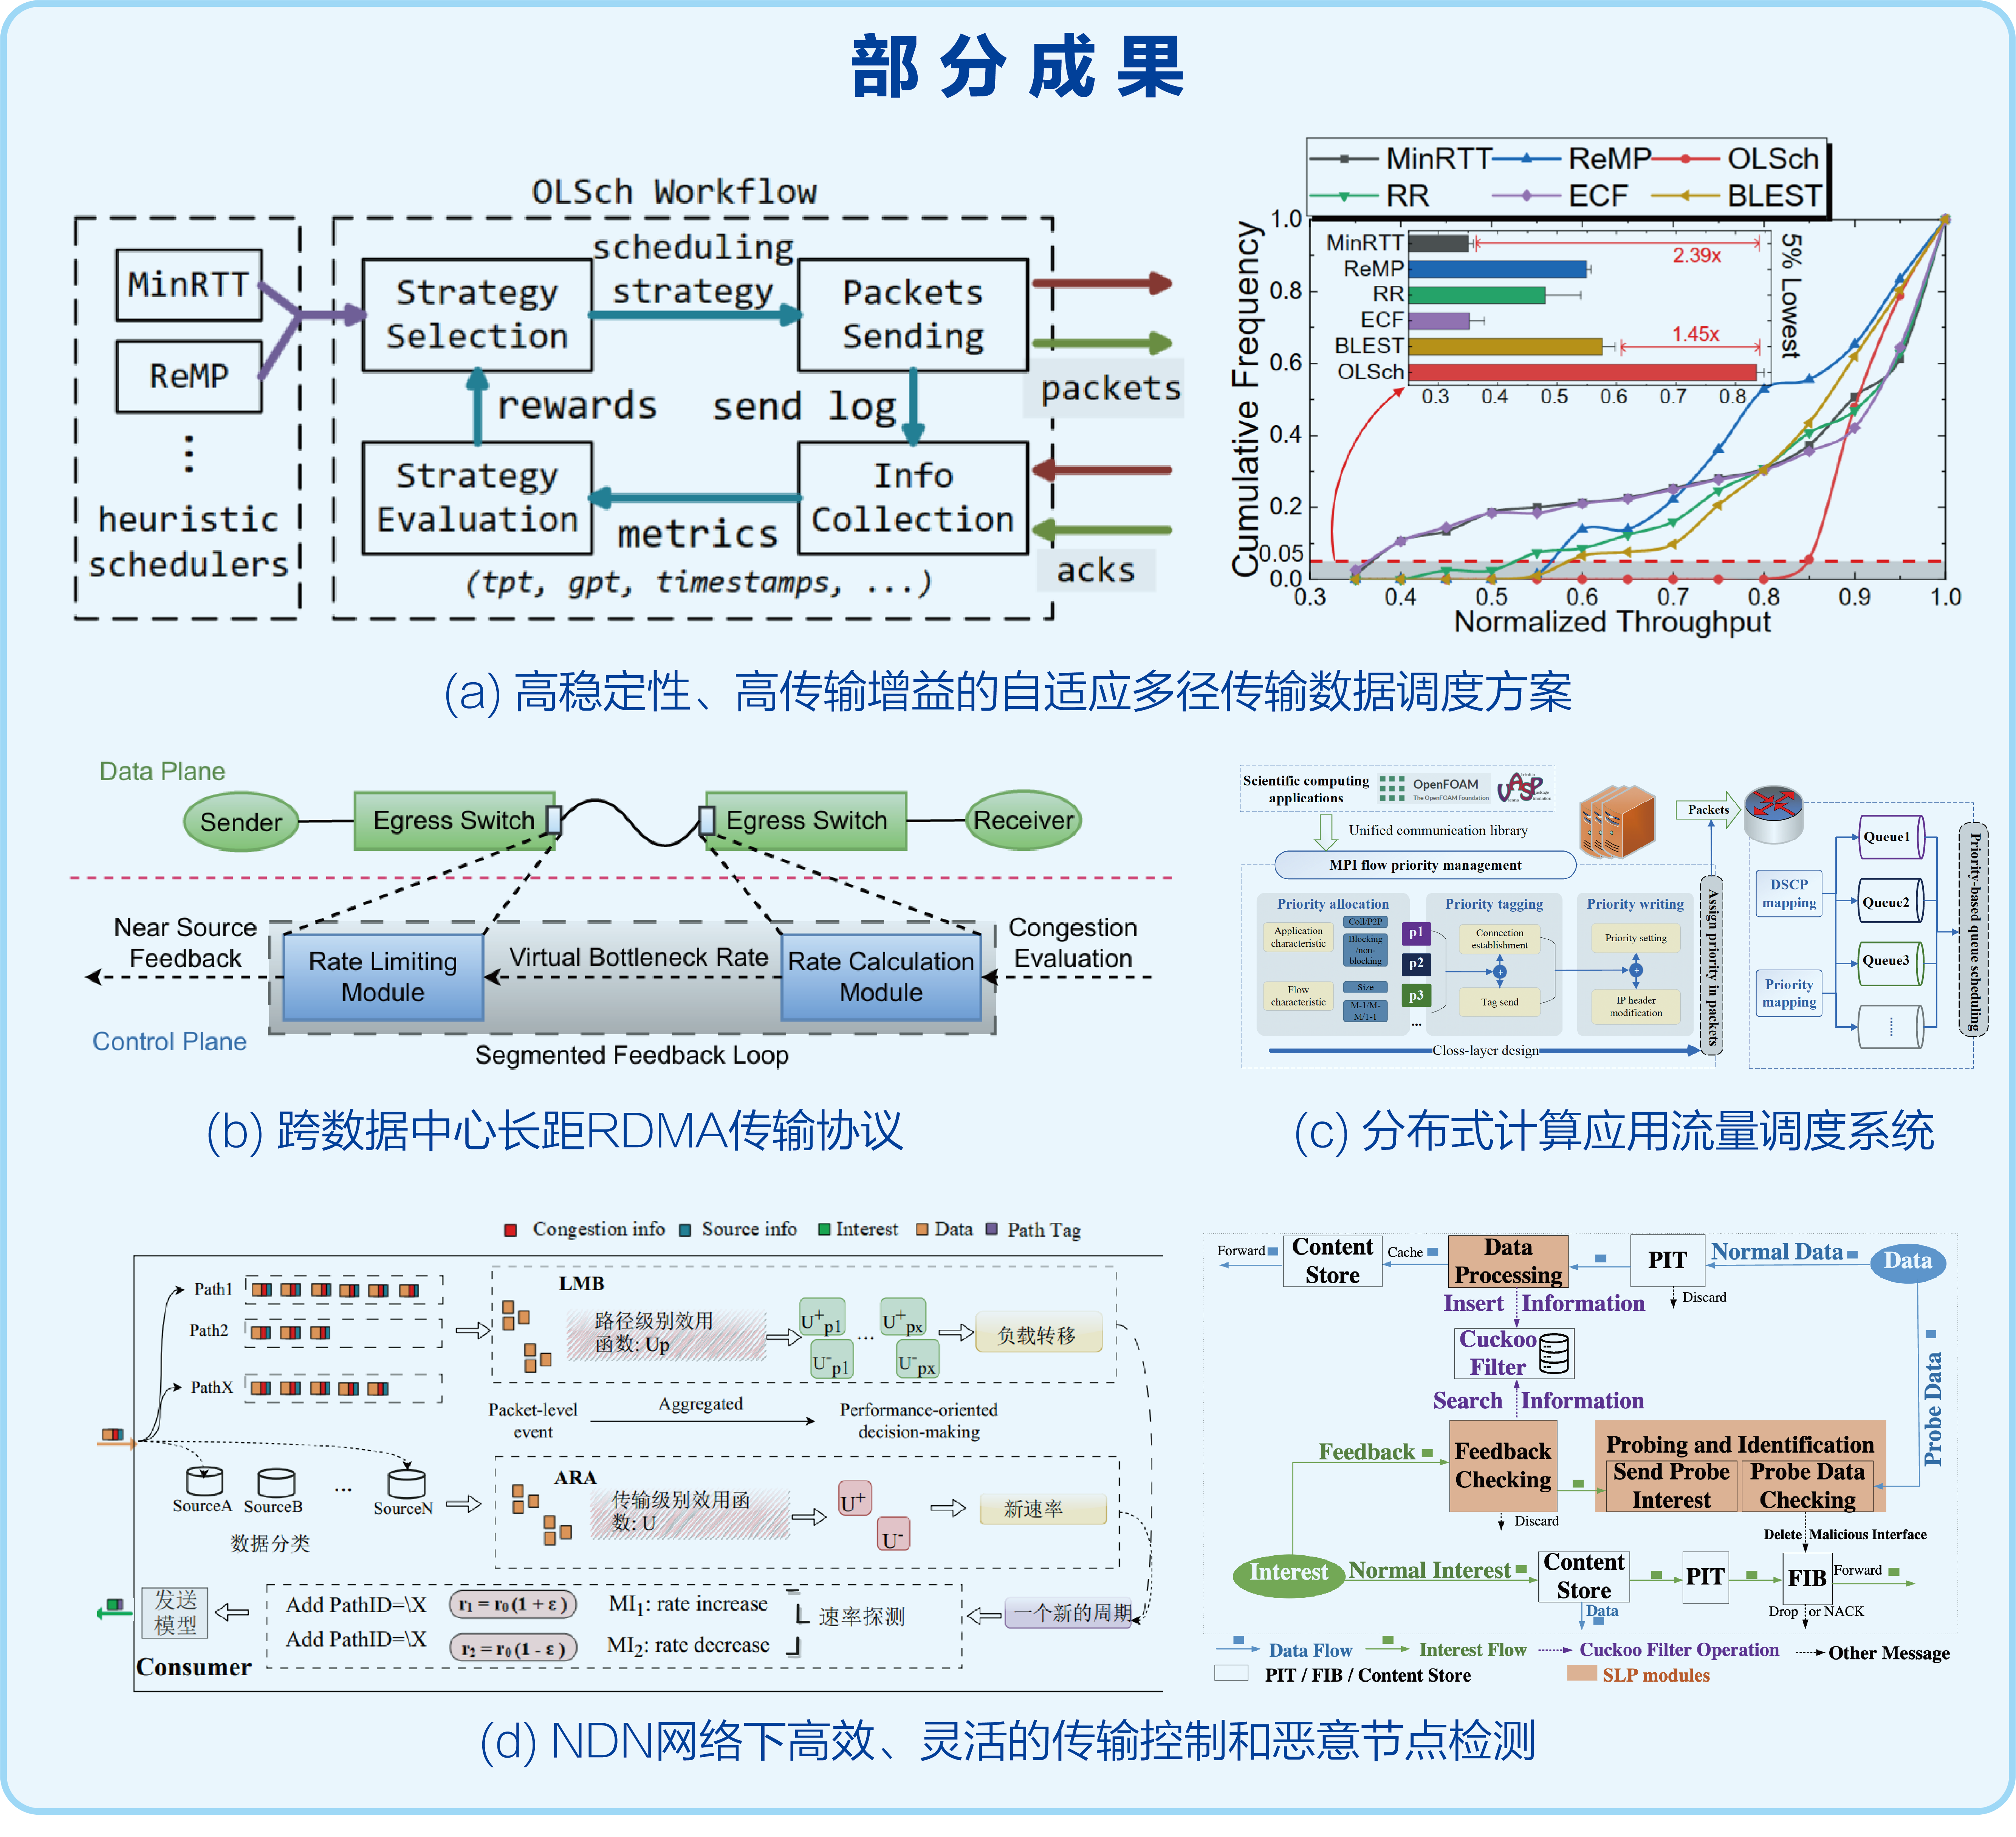 部分成果
OLSch Workflow
MinRTT
ReMP
heuristic
schedulers
Strategy
Selection
scheduling
strategy
Packets
Sending
packets
rewards
send log
Strategy
Evaluation
metrics
Info
Collection
acks
(tpt, gpt, timestamps, ...)
MinRTT
ReMP
OLSch
RR
ECF
BLEST
Cumulative Frequency
1.0
0.8
0.6
0.4
0.2
0.05
0.0
MinRTT
ReMP
RR
ECF
BLEST
OLSch
2.39x
1.45x
5% Lowest
0.3 0.4 0.5 0.6 0.7 0.8
0.3 0.4 0.5 0.6 0.7 0.8 0.9 1.0
Normalized Throughput
(a) 高稳定性、高传输增益的自适应多径传输数据调度方案
Data Plane
Sender
Egress Switch
Egress Switch
Receiver
Near Source
Feedback
Rate Limiting
Module
Virtual Bottleneck Rate
Rate Calculation
Module
Congestion
Evaluation
Control Plane
Segmented Feedback Loop
(b) 跨数据中心长距RDMA传输协议
Scientific computing
applications
OpenFOAM
The OpenFOAM Foundation
VASP
Unified communication library
MPI flow priority management
Packets
Priority allocation
Application
characteristic
Coll/P2P
Blocking
/non-
blocking
Flow
characteristic
Size
M-1/M-
M/1-1
p1
p2
p3
...
Priority tagging
Connection
establishment
Tag send
Priority writing
Priority setting
IP header
modification
Closs-layer design
Assign priority in packets
DSCP
mapping
Priority
mapping
Queue1
Queue2
Queue3
Priority-based queue scheduling
(c) 分布式计算应用流量调度系统
Congestion info
Source info
Interest
Data
Path Tag
Path1
Path2
PathX
LMB
路径级别效用
函数: Up
U+p1
...
U+px
U-p1
U-px
负载转移
Packet-level
event
Aggregated
Performance-oriented
decision-making
SourceA
SourceB
...
SourceN
数据分类
ARA
传输级别效用函
数: U
U+
U-
新速率
发送
模型
Add PathID=\X
Add PathID=\X
r1 = r0 (1 + ε )
r2 = r0 (1 - ε )
MI1: rate increase
MI2: rate decrease
速率探测
一个新的周期
Consumer
Forward
Content
Store
Cache
Data
Processing
PIT
Normal Data
Data
Discard
Insert Information
Cuckoo
Filter
Search Information
Probe Data
Feedback
Feedback
Checking
Discard
Probing and Identification
Send Probe
Interest
Probe Data
Checking
Delete Malicious Interface
Interest
Normal Interest
Content
Store
Data
PIT
FIB
Forward
Drop or NACK
Data Flow
Interest Flow
Cuckoo Filter Operation
Other Message
PIT / FIB / Content Store
SLP modules
(d) NDN网络下高效、灵活的传输控制和恶意节点检测